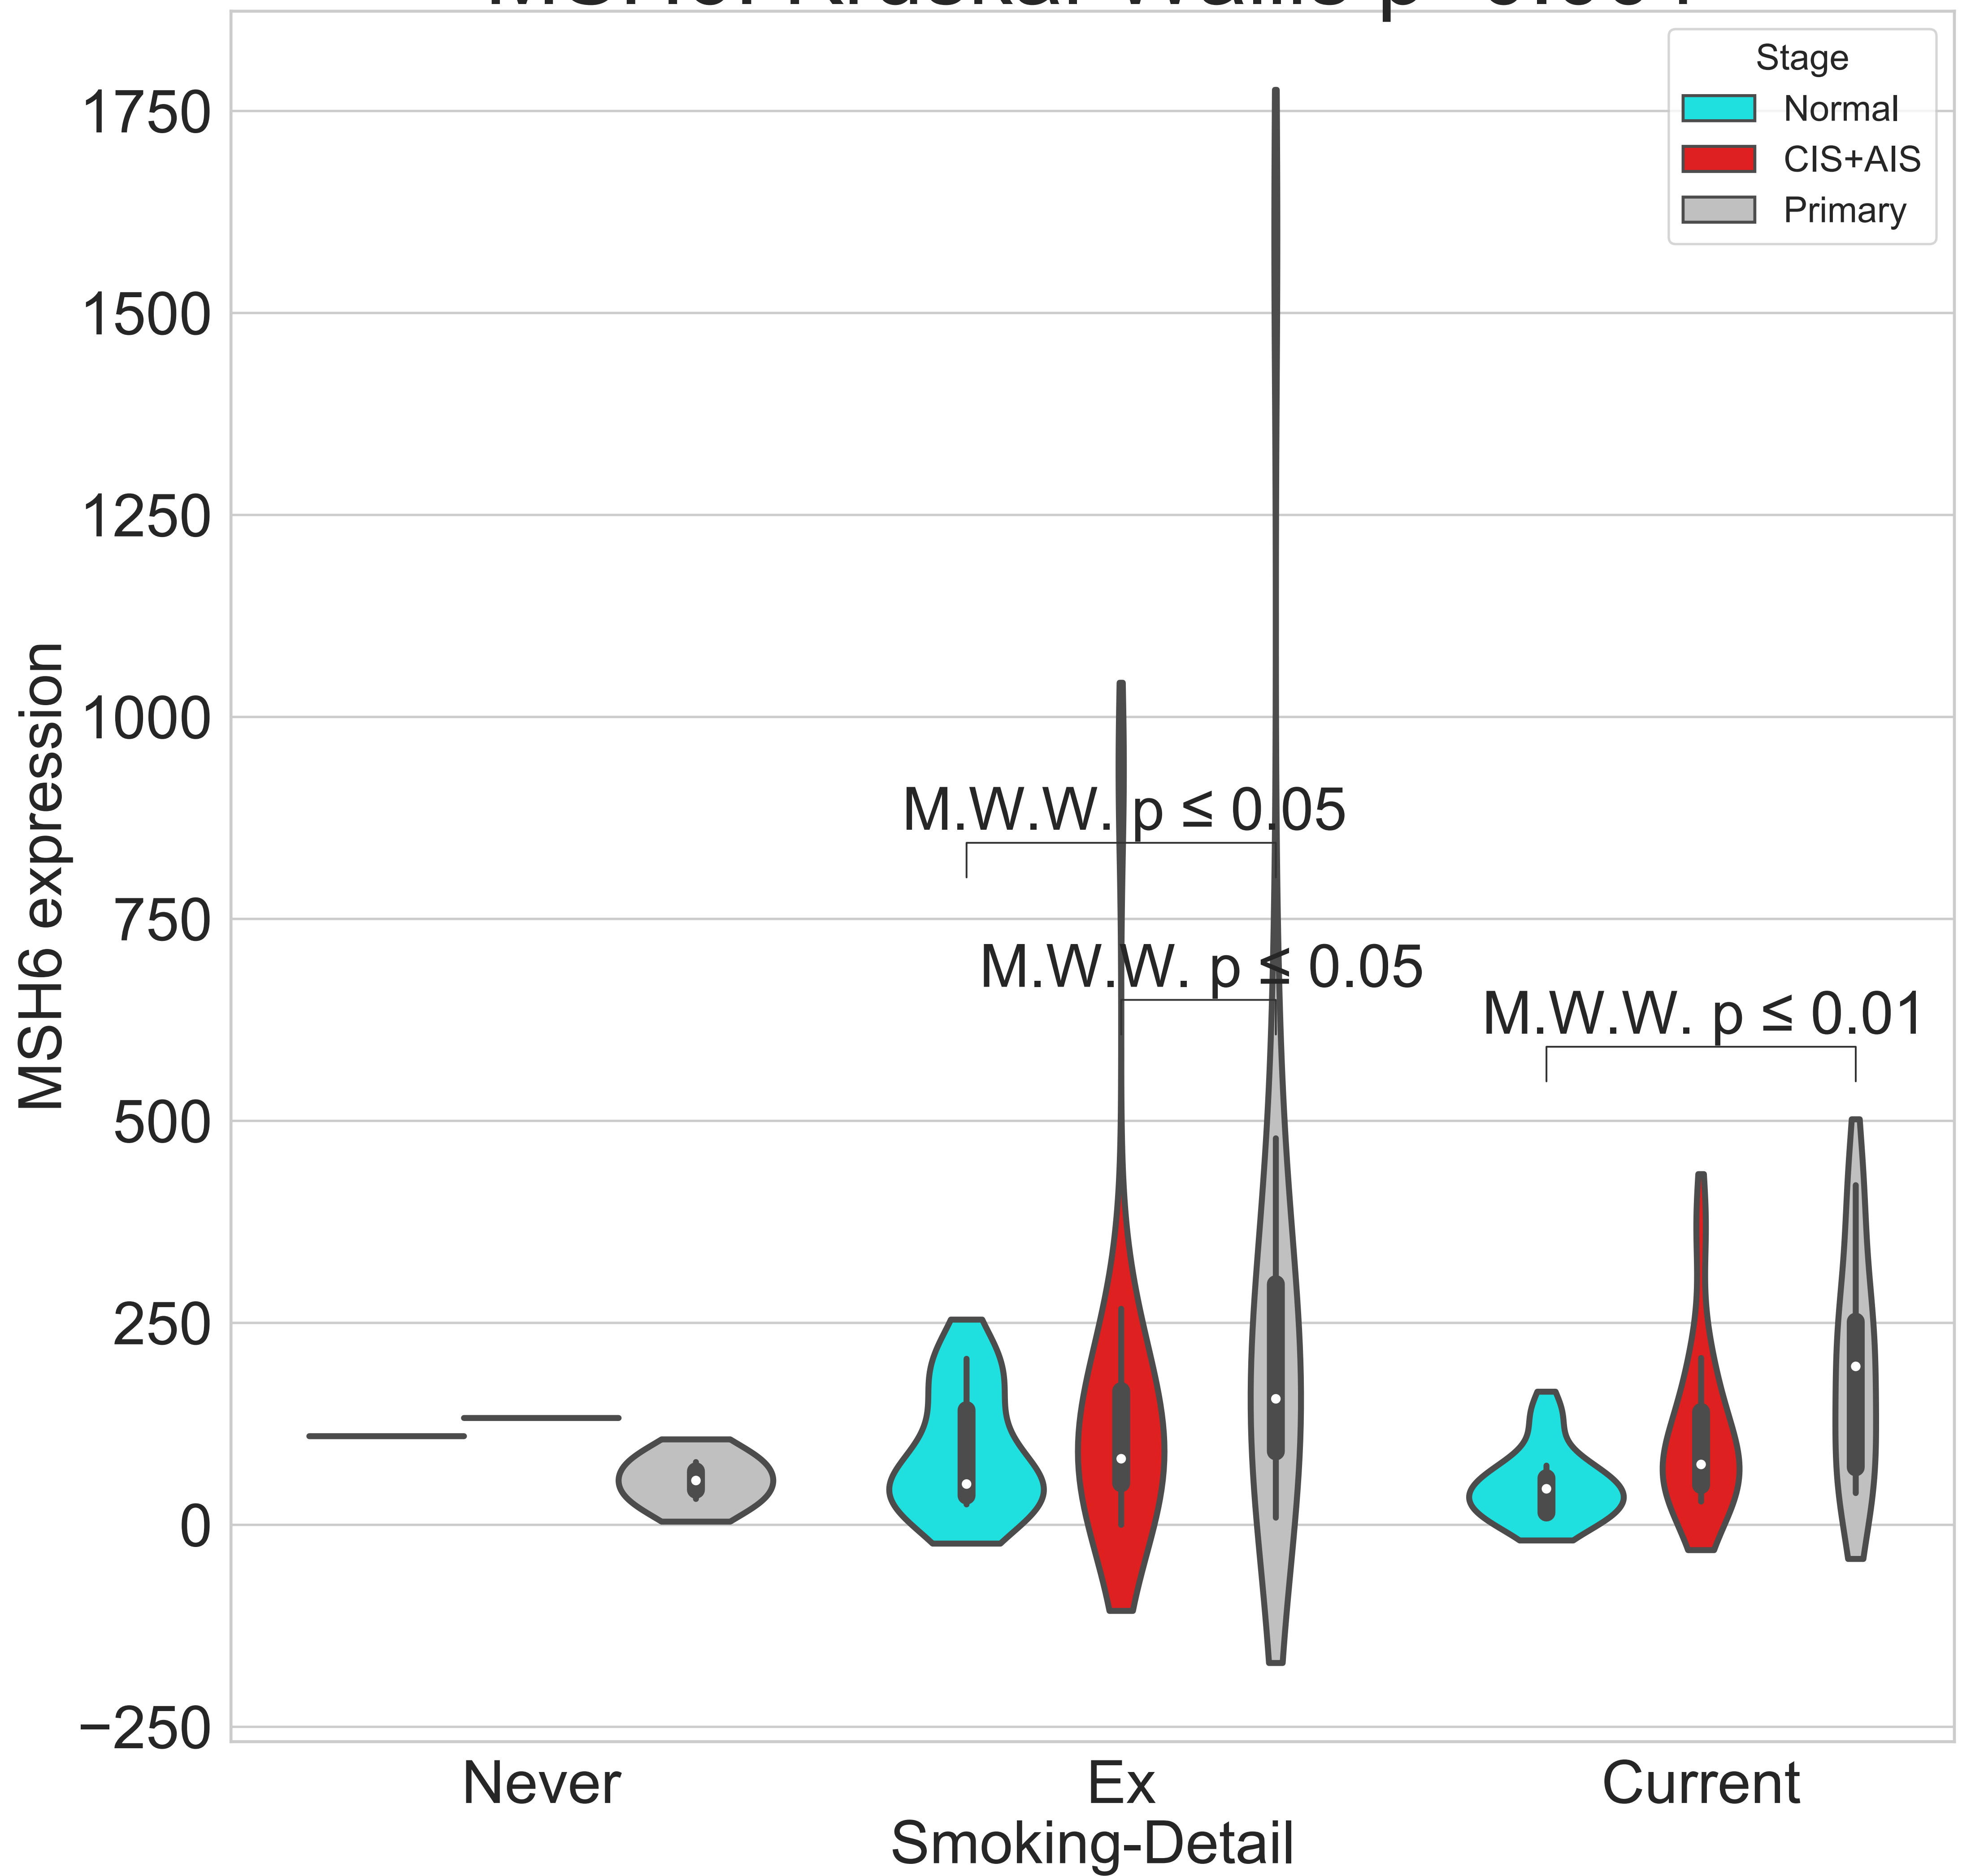 Stage
Normal
CIS+AIS
Primary
1750
1500
1250
1000
750
500
250
0
−250
MSH6 expression
M.W.W. p ≤ 0.05
M.W.W. p ≤ 0.05
M.W.W. p ≤ 0.01
Never
Ex
Current
Smoking-Detail